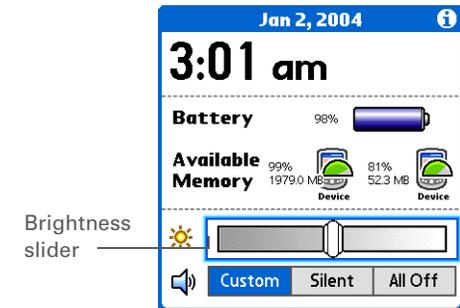 Jan 2, 2004
3:01 am
Battery 98%
Available Memory
99%
1979.0 MB
Device
81%
52.3 MB
Device
Brightness
slider
Custom Silent All Off